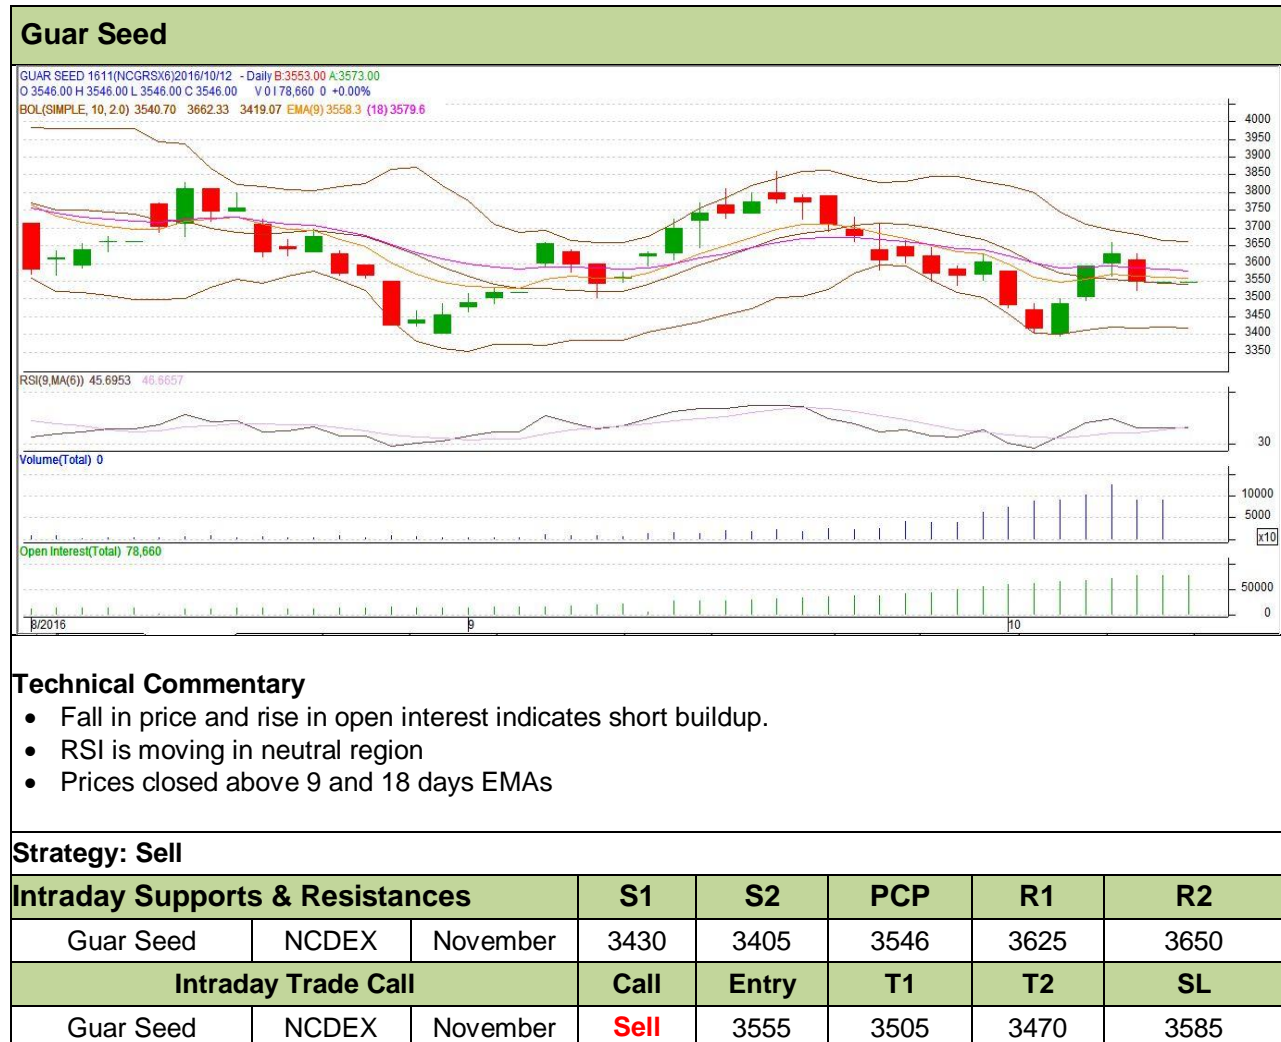 Guar Seed
GUAR SEED 1611(NCGRSX6)2016/10/12 - Daily B:3553.00 A:3573.00
O 3546.00 H 3546.00 L 3546.00 C 3546.00 V 0 I 78,660 0 +0.00%
BOL(SIMPLE, 10, 2.0) 3540.70 3662.33 3419.07 EMA(9) 3558.3 (18) 3579.6
4000
3950
3900
3850
3800
3750
3700
3650
3600
3550
3500
3450
3400
3350
RSI(9,MA(6)) 45.6953 46.6657
30
Volume(Total) 0
10000
5000
x10
Open Interest(Total) 78,660
50000
0
8/2016 9 10
Technical Commentary
• Fall in price and rise in open interest indicates short buildup.
• RSI is moving in neutral region
• Prices closed above 9 and 18 days EMAs
Strategy: Sell
Intraday Supports & Resistances S1 S2 PCP R1 R2
Guar Seed NCDEX November 3430 3405 3546 3625 3650
Intraday Trade Call Call Entry T1 T2 SL
Guar Seed NCDEX November Sell 3555 3505 3470 3585